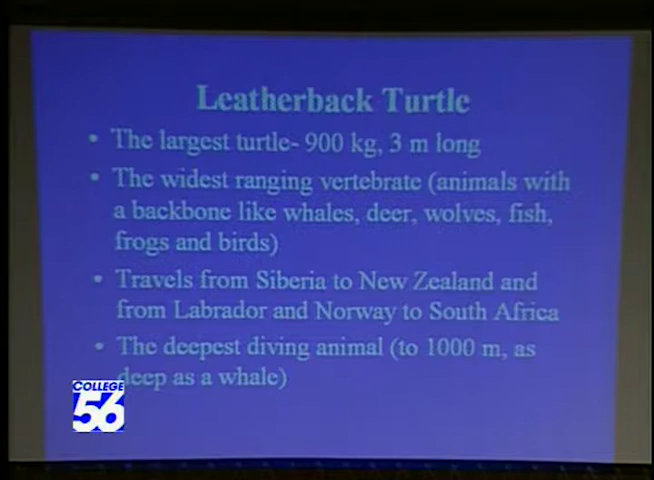 Leatherback Turtle
• The largest turtle- 900 kg, 3 m long
• The widest ranging vertebrate (animals with
a backbone like whales, deer, wolves, fish,
frogs and birds)
• Travels from Siberia to New Zealand and
from Labrador and Norway to South Africa
• The deepest diving animal (to 1000 m, as
deep as a whale)
COLLEGE
56